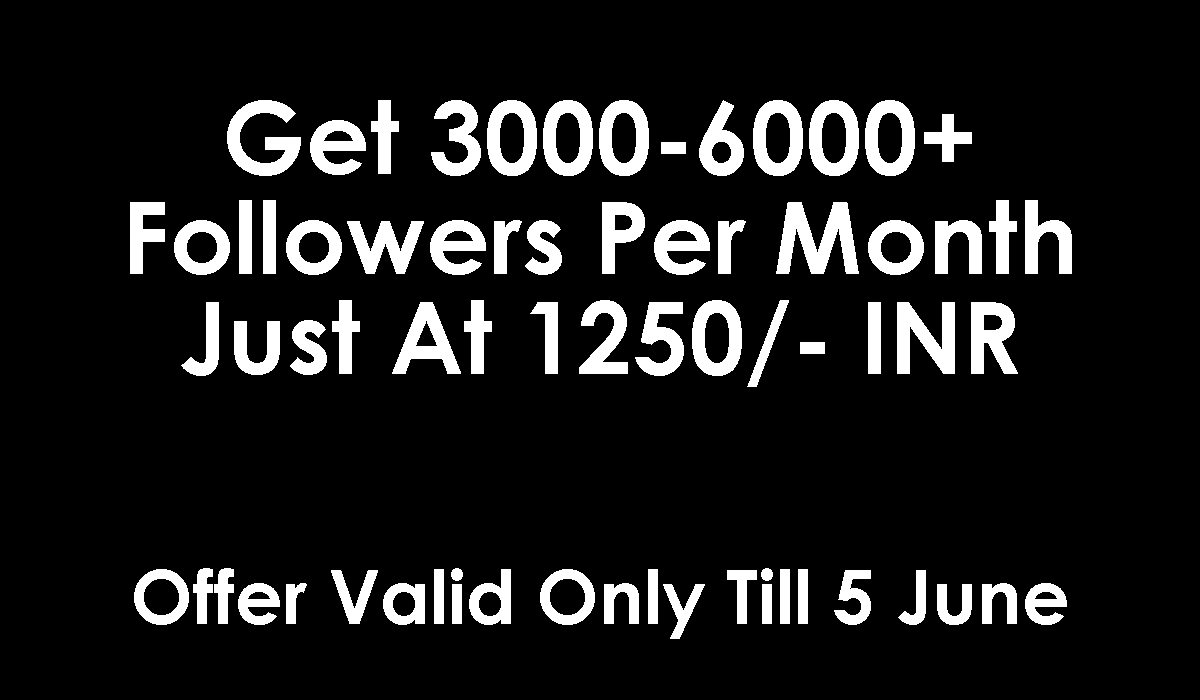 Get 3000-6000+
Followers Per Month
Just At 1250/- INR
Offer Valid Only Till 5 June